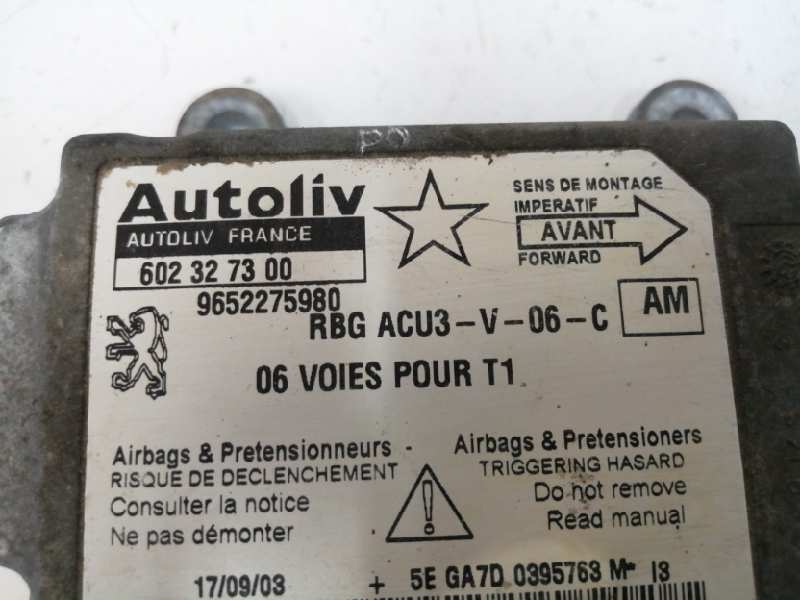 PO
Autoliv
AUTOLIV FRANCE
602 32 73 00
9652275980
SENS DE MONTAGE
IMPERATIF
AVANT
FORWARD
RBG ACU3-V-06-C
AM
06 VOIES POUR T1
Airbags & Pretensionneurs
RISQUE DE DECLENCHEMENT
Consulter la notice
Ne pas démonter
Airbags & Pretensioners
TRIGGERING HASARD
Do not remove
Read manual
17/09/03 + 5E GA7D 0395763 M- I3